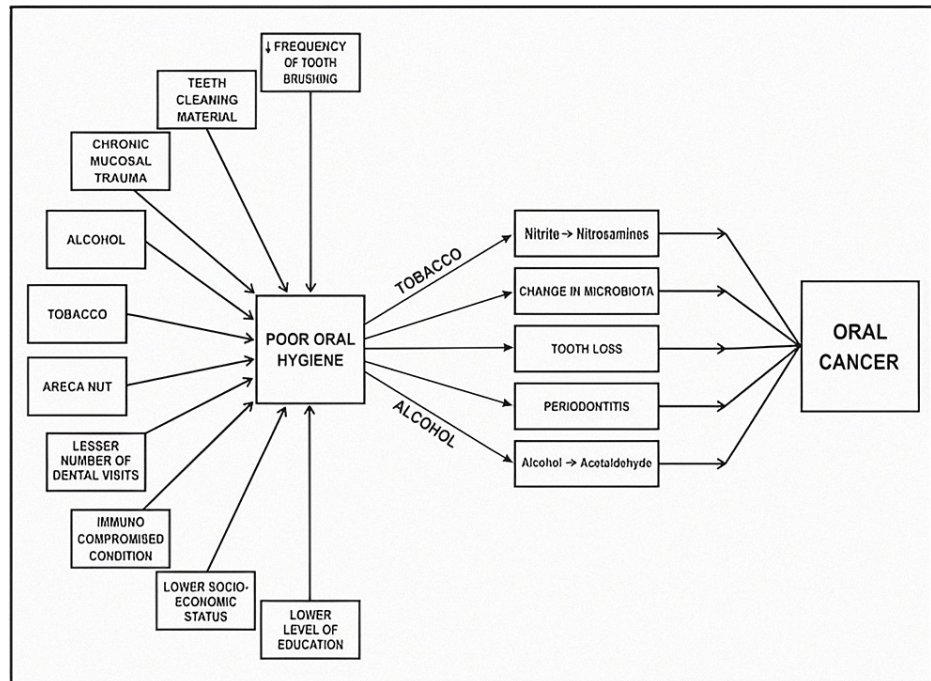 ↓ FREQUENCY
OF TOOTH
BRUSHING
TEETH
CLEANING
MATERIAL
CHRONIC
MUCOSAL
TRAUMA
ALCOHOL
TOBACCO
ARECA NUT
LESSER
NUMBER OF
DENTAL VISITS
IMMUNO
COMPROMISED
CONDITION
LOWER SOCIO-
ECONOMIC
STATUS
LOWER
LEVEL OF
EDUCATION
POOR ORAL
HYGIENE
TOBACCO
ALCOHOL
Nitrite → Nitrosamines
CHANGE IN MICROBIOTA
TOOTH LOSS
PERIODONTITIS
Alcohol → Acetaldehyde
ORAL
CANCER